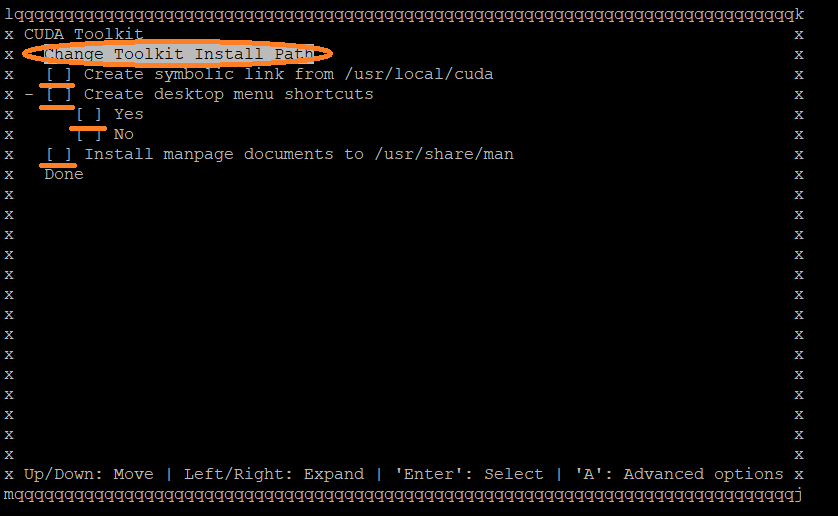 lqqqqqqqqqqqqqqqqqqqqqqqqqqqqqqqqqqqqqqqqqqqqqqqqqqqqqqqqqqqqqqqqqqqqqqqqqqqqqk
x CUDA Toolkit                                                                 x
x   Change Toolkit Install Path                                                x
x   [ ] Create symbolic link from /usr/local/cuda                              x
x - [ ] Create desktop menu shortcuts                                          x
x      [ ] Yes                                                                 x
x      [ ] No                                                                  x
x   [ ] Install manpage documents to /usr/share/man                            x
x   Done                                                                       x
x                                                                              x
x                                                                              x
x                                                                              x
x                                                                              x
x                                                                              x
x                                                                              x
x                                                                              x
x                                                                              x
x                                                                              x
x                                                                              x
x                                                                              x
x                                                                              x
x                                                                              x
x                                                                              x
x Up/Down: Move | Left/Right: Expand | 'Enter': Select | 'A': Advanced options x
mqqqqqqqqqqqqqqqqqqqqqqqqqqqqqqqqqqqqqqqqqqqqqqqqqqqqqqqqqqqqqqqqqqqqqqqqqqqqqj